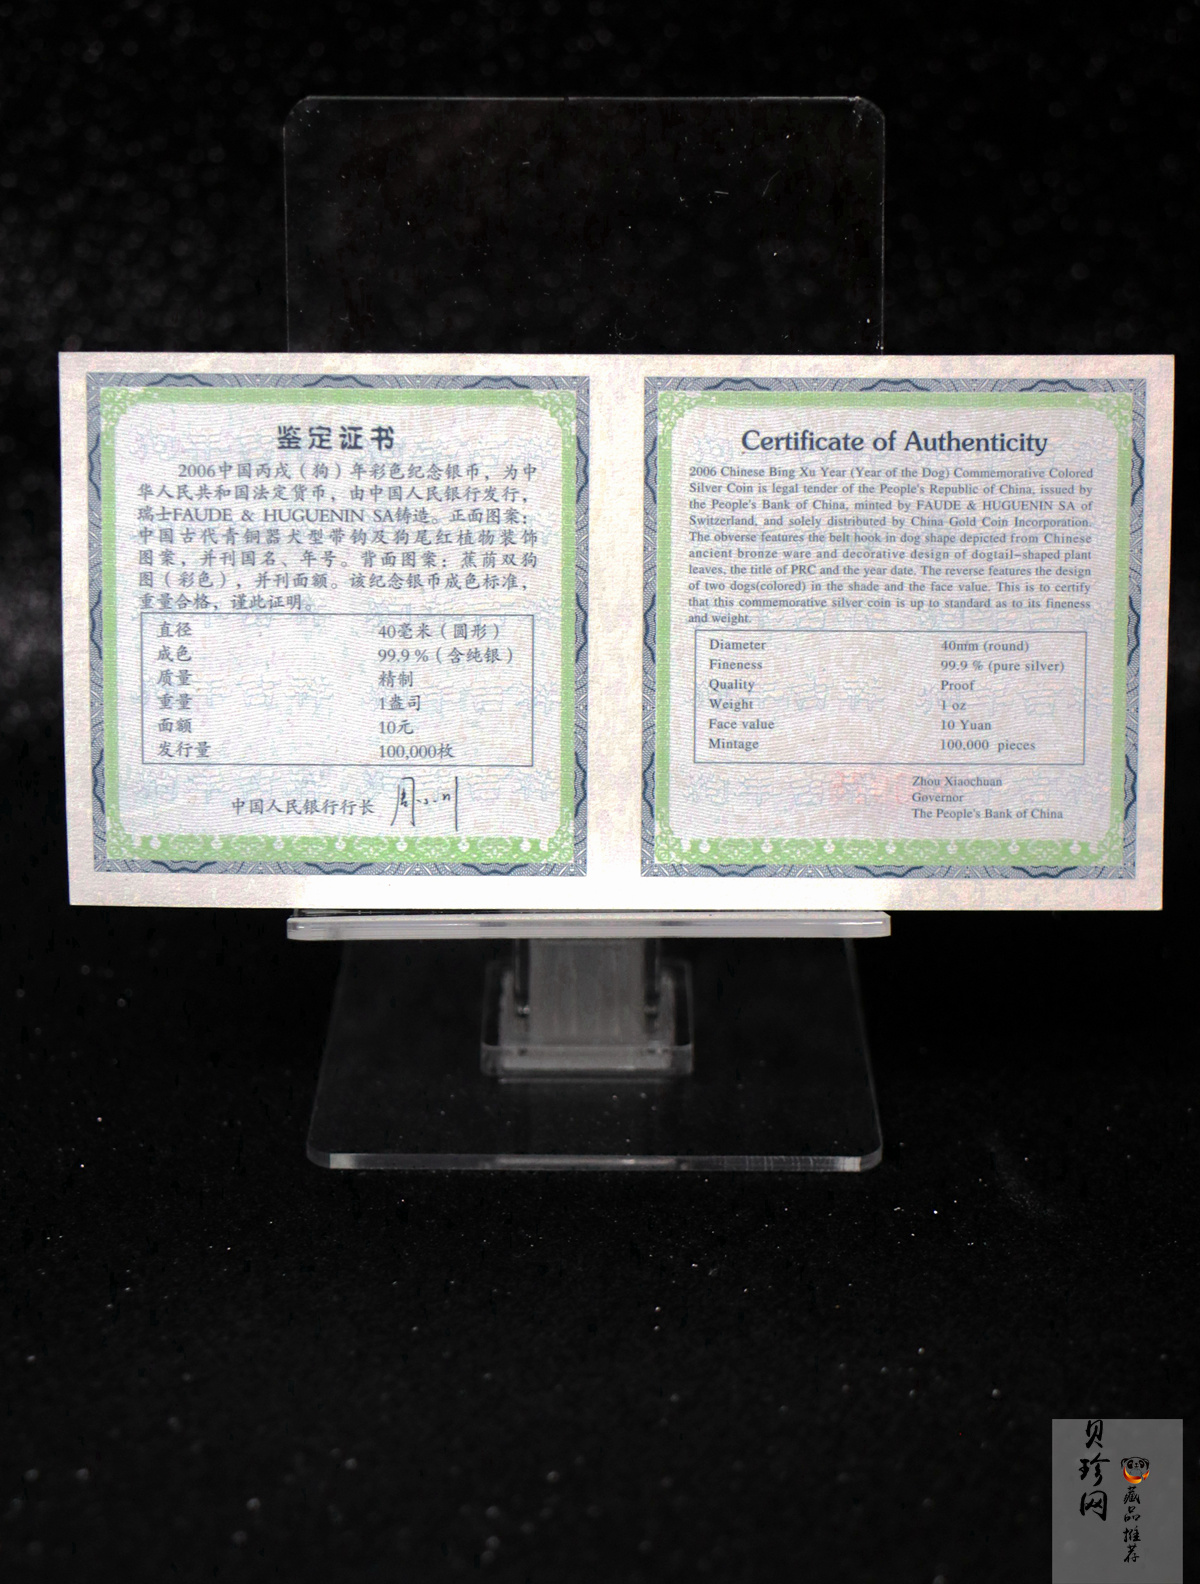 鉴定证书
2006中国丙戌（狗）年彩色纪念银币，为中
华人民共和国法定货币，由中国人民银行发行，
瑞士FAUDE & HUGUENIN SA铸造。正面图案：
中国古代青铜器犬型带钩及狗尾红植物装饰
图案，并刊国名、年号。背面图案：蕉荫双狗
图（彩色），并刊面额。该纪念银币成色标准，
重量合格，谨此证明。
直径 40毫米（圆形）
成色 99.9％（含纯银）
质量 精制
重量 1盎司
面额 10元
发行量 100,000枚
中国人民银行行长
Certificate of Authenticity
2006 Chinese Bing Xu Year (Year of the Dog) Commemorative Colored
Silver Coin is legal tender of the People's Republic of China, issued by
the People's Bank of China, minted by FAUDE & HUGUENIN SA of
Switzerland, and solely distributed by China Gold Coin Incorporation.
The obverse features the belt hook in dog shape depicted from Chinese
ancient bronze ware and decorative design of dogtail-shaped plant
leaves, the title of PRC and the year date. The reverse features the design
of two dogs(colored) in the shade and the face value. This is to certify
that this commemorative silver coin is up to standard as to its fineness
and weight.
Diameter 40mm (round)
Fineness 99.9 % (pure silver)
Quality Proof
Weight 1 oz
Face value 10 Yuan
Mintage 100,000 pieces
Zhou Xiaochuan
Governor
The People's Bank of China
贝珍网
藏品推荐